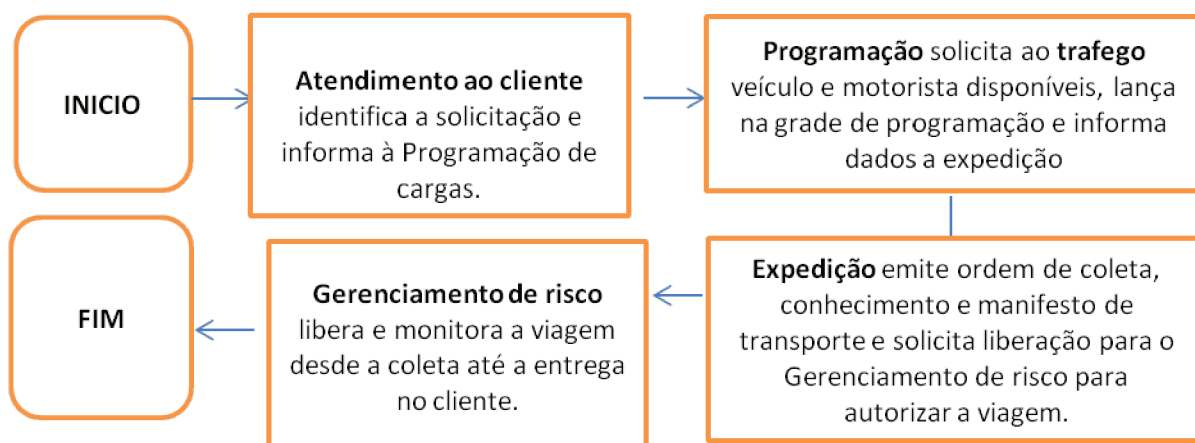 INICIO
Atendimento ao cliente
identifica a solicitação e
informa à Programação de
cargas.
Programação solicita ao trafego
veículo e motorista disponíveis, lança
na grade de programação e informa
dados a expedição
Expedição emite ordem de coleta,
conhecimento e manifesto de
transporte e solicita liberação para o
Gerenciamento de risco para
autorizar a viagem.
Gerenciamento de risco
libera e monitora a viagem
desde a coleta até a entrega
no cliente.
FIM